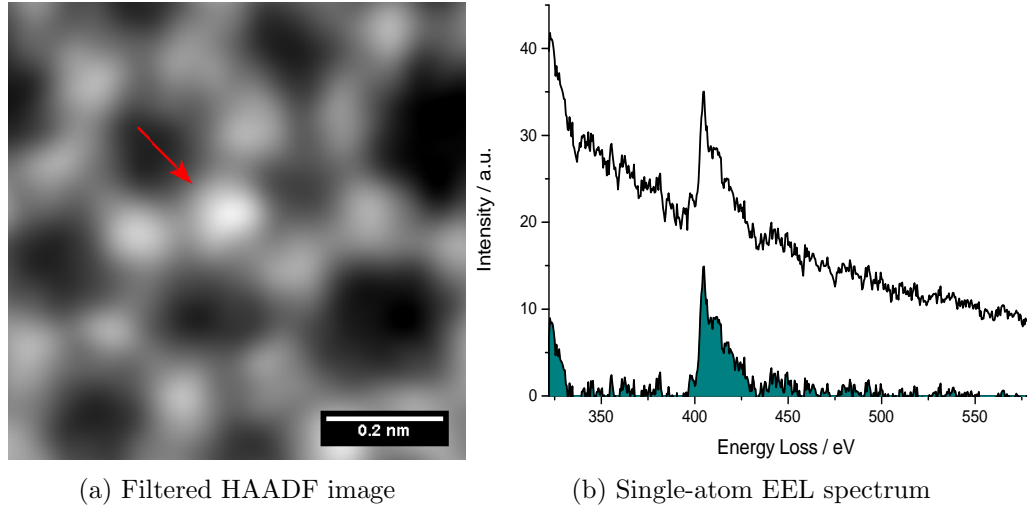 0.2 nm
(a) Filtered HAADF image
Intensity / a.u.
40
30
20
10
0
350
400
450
500
550
Energy Loss / eV
(b) Single-atom EEL spectrum